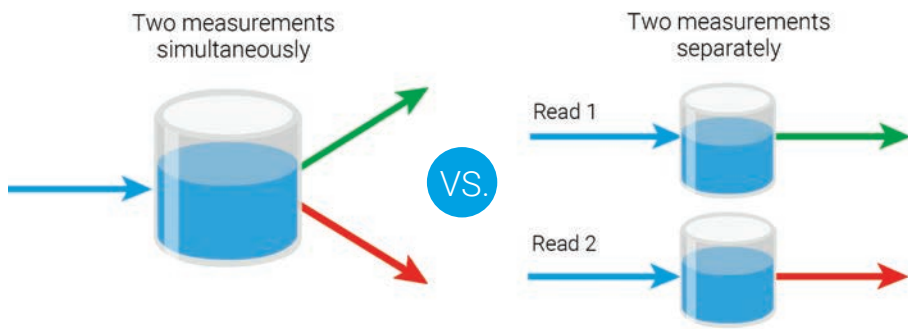 Two measurements
simultaneously
VS.
Two measurements
separately
Read 1
Read 2